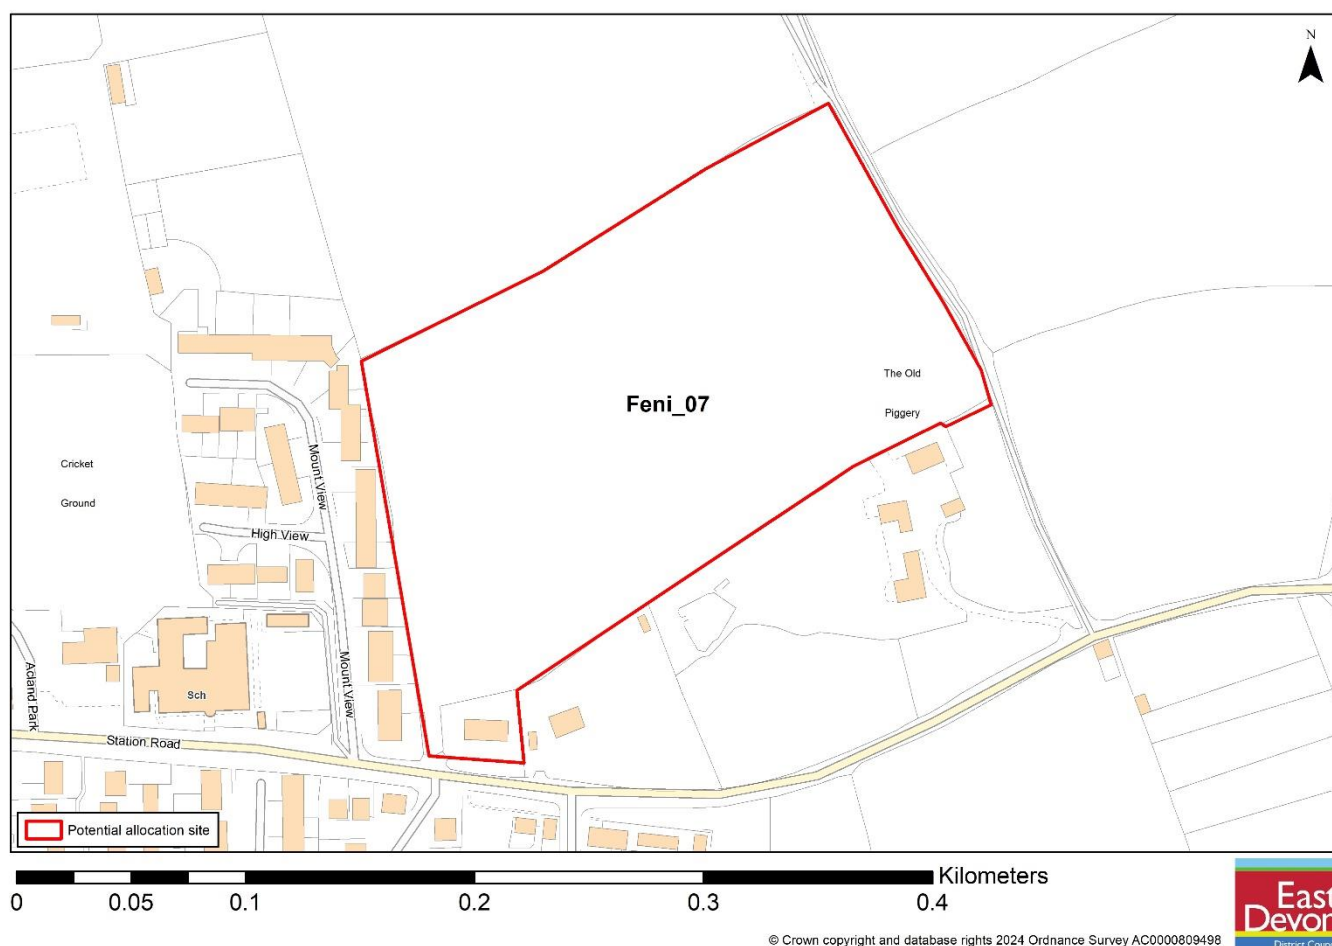 N
Feni_07
The Old
Piggery
Mount View
Cricket
Ground
High View
Mount View
Sch
Acland Park
Station Road
Potential allocation site
Kilometers
0 0.05 0.1 0.2 0.3 0.4
East
Devon
District Counc
© Crown copyright and database rights 2024 Ordnance Survey AC0000809498